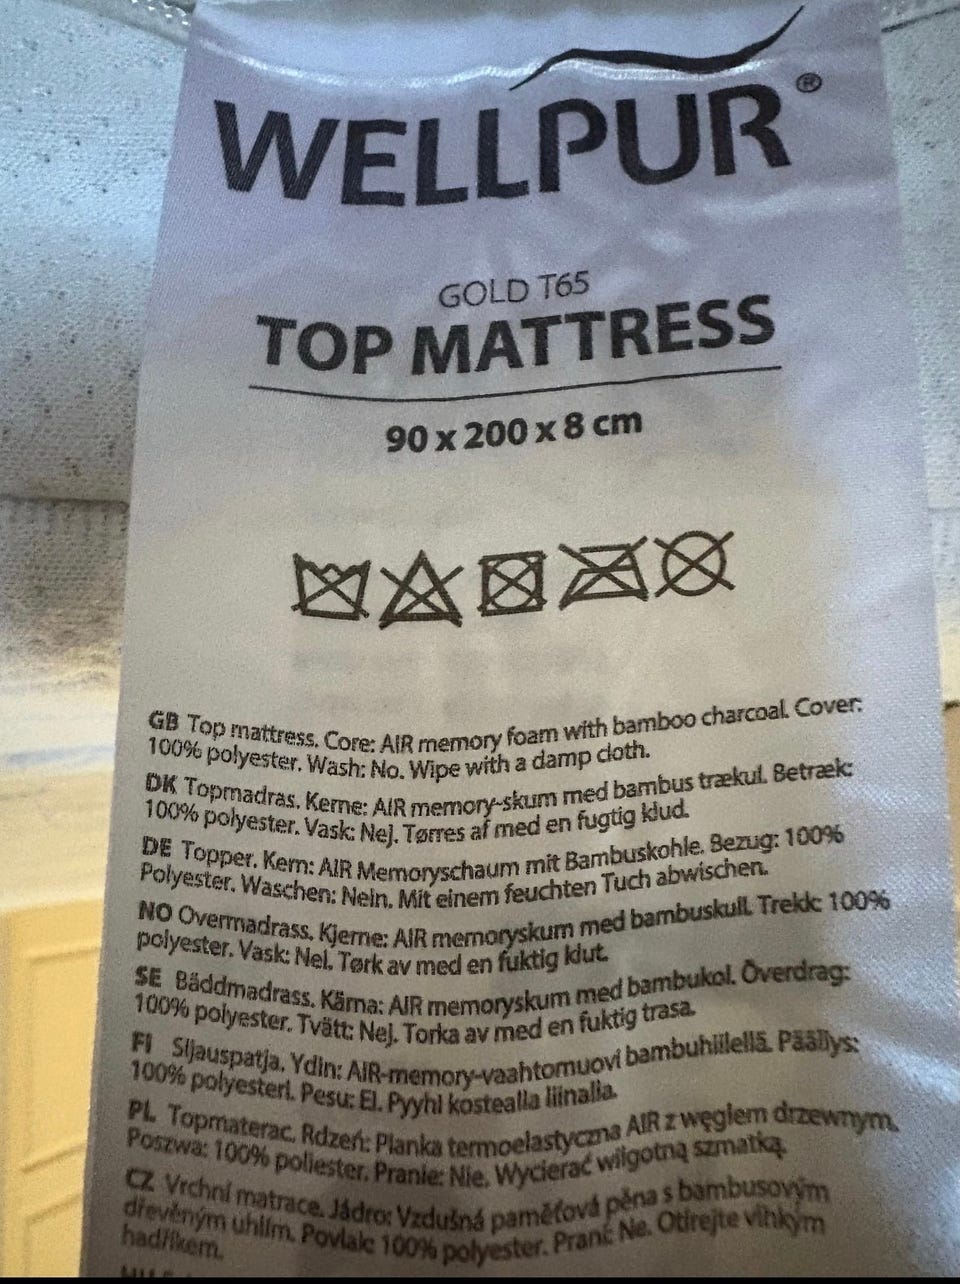 WELLPUR®
GOLD T65
TOP MATTRESS
90 x 200 x 8 cm
GB Top mattress. Core: AIR memory foam with bamboo charcoal. Cover:
100% polyester. Wash: No. Wipe with a damp cloth.
DK Topmadras. Kerne: AIR memory-skum med bambus trækul. Betræk:
100% polyester. Vask: Nej. Tørres af med en fugtig klud.
DE Topper. Kern: AIR Memoryschaum mit Bambuskohle. Bezug: 100%
Polyester. Waschen: Nein. Mit einem feuchten Tuch abwischen.
NO Overmadrass. Kjerne: AIR memoryskum med bambuskull. Trekk: 100%
polyester. Vask: Nei. Tørk av med en fuktig klut.
SE Bäddmadrass. Kärna: AIR memoryskum med bambukol. Överdrag:
100% polyester. Tvätt: Nej. Torka av med en fuktig trasa.
FI Sijauspatja. Ydin: AIR-memory-vaahtomuovi bambuhiilellä. Päällys:
100% polyesteri. Pesu: Ei. Pyyhi kostealla liinalla.
PL Topmaterac. Rdzeń: Pianka termoelastyczna AIR z węglem drzewnym.
Poszwa: 100% poliester. Pranie: Nie. Wycierać wilgotną szmatką.
CZ Vrchní matrace. Jádro: Vzdušná paměťová pěna s bambusovým
dřevěným uhlím. Povlak: 100% polyester. Praní: Ne. Otírejte vlhkým
hadříkem.